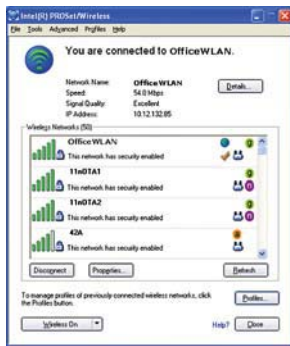 Intel(R) PROSet/Wireless
File Tools Advanced Profiles Help
You are connected to OfficeWLAN.
Network Name: OfficeWLAN
Speed: 54.0 Mbps
Signal Quality: Excellent
IP Address: 10.12.132.85
Details...
Wireless Networks (50)
OfficeWLAN
This network has security enabled
11nOTA1
This network has security enabled
11nOTA2
This network has security enabled
42A
This network has security enabled
Disconnect Properties... Refresh
To manage profiles of previously connected wireless networks, click
the Profiles button.
Profiles...
Wireless On Help? Close